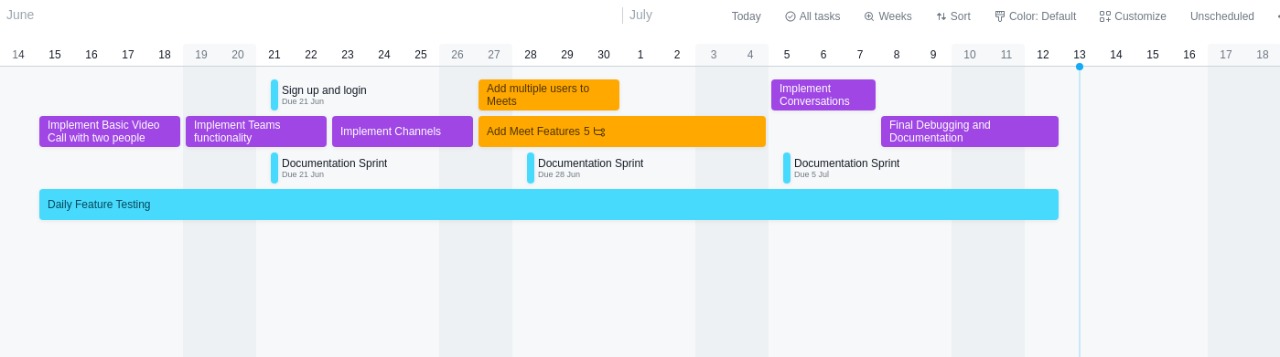 June
July
Today
All tasks
Weeks
Sort
Color: Default
Customize
Unscheduled
14 15 16 17 18 19 20 21 22 23 24 25 26 27 28 29 30 1 2 3 4 5 6 7 8 9 10 11 12 13 14 15 16 17 18
Sign up and login
Due 21 Jun
Add multiple users to
Meets
Implement
Conversations
Implement Basic Video
Call with two people
Implement Teams
functionality
Implement Channels
Add Meet Features 5
Final Debugging and
Documentation
Documentation Sprint
Due 21 Jun
Documentation Sprint
Due 28 Jun
Documentation Sprint
Due 5 Jul
Daily Feature Testing